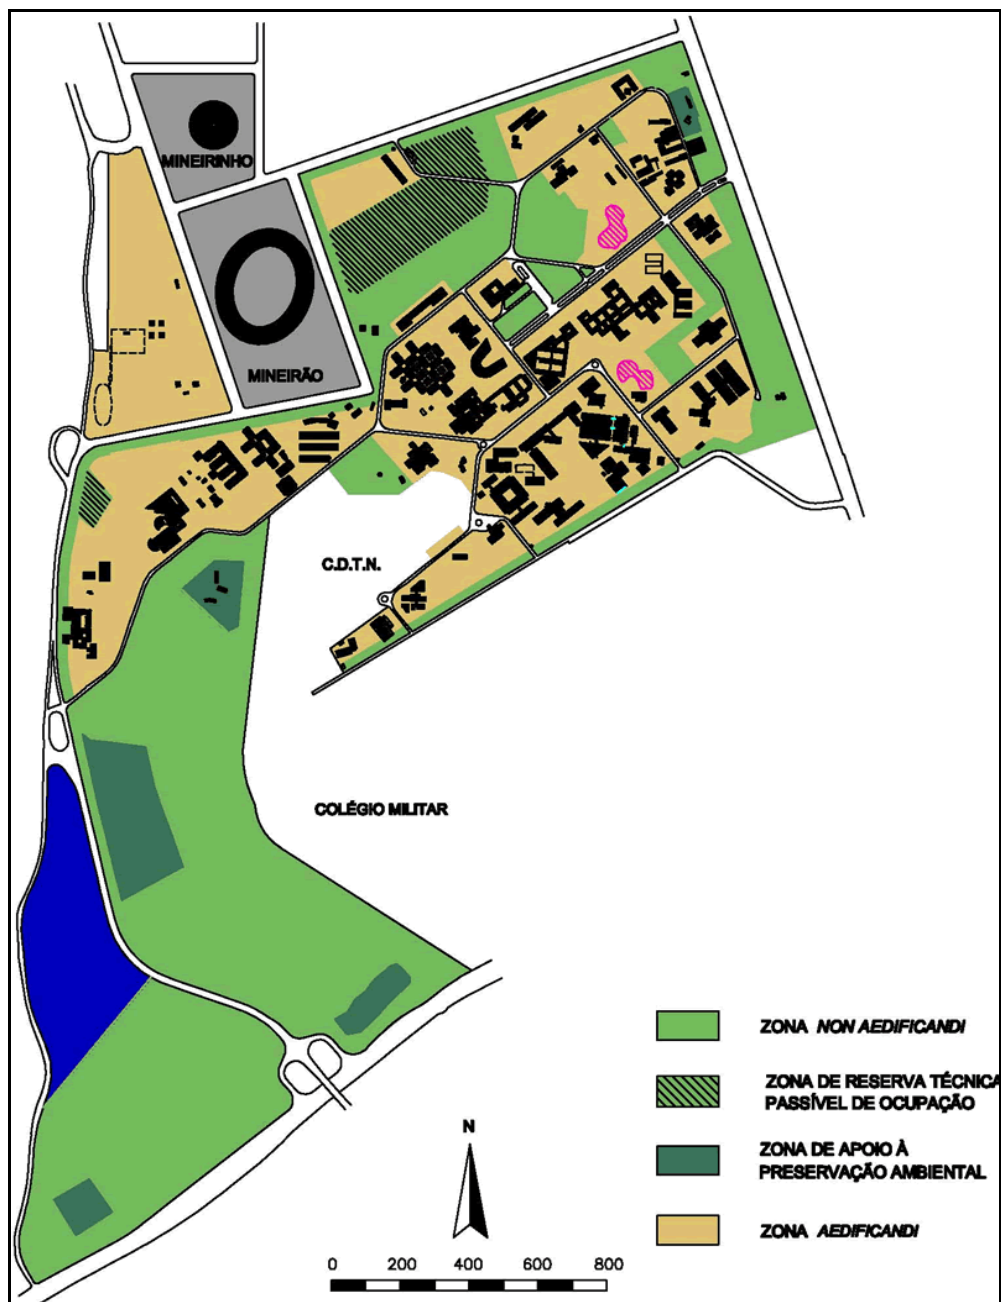 MINEIRINHO
MINEIRÃO
C.D.T.N.
COLÉGIO MILITAR
ZONA NON AEDIFICANDI
ZONA DE RESERVA TÉCNICA
PASSÍVEL DE OCUPAÇÃO
ZONA DE APOIO À
PRESERVAÇÃO AMBIENTAL
ZONA AEDIFICANDI
N
0 200 400 600 800